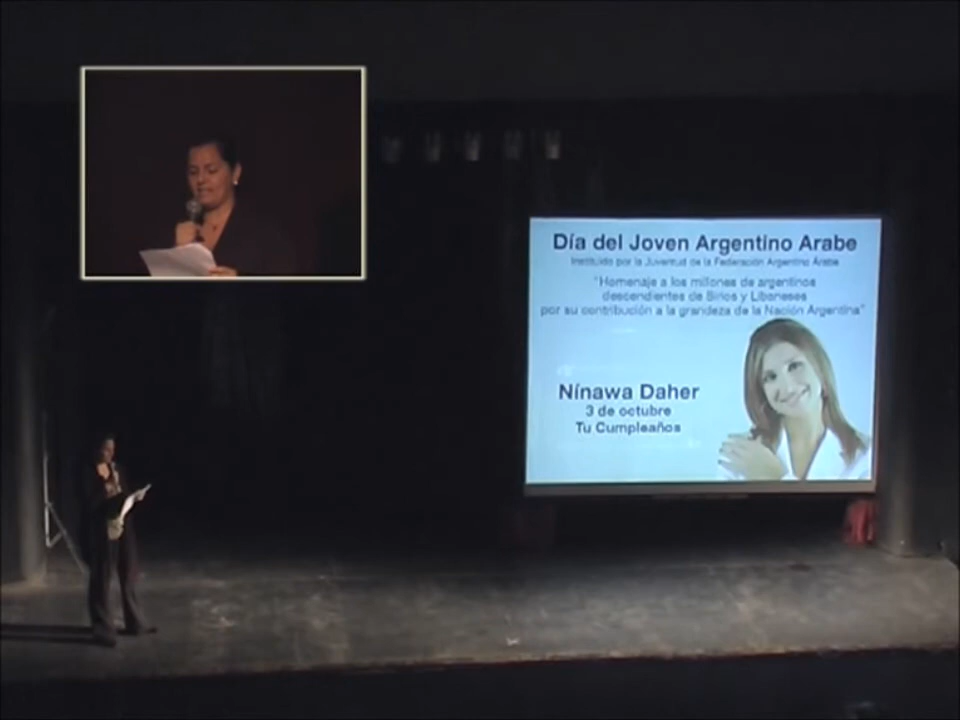 Día del Joven Argentino Arabe
Instituido por la Juventud de la Federación Argentino Árabe
"Homenaje a los millones de argentinos
descendientes de Sirios y Libaneses
por su contribución a la grandeza de la Nación Argentina"
Nínawa Daher
3 de octubre
Tu Cumpleaños